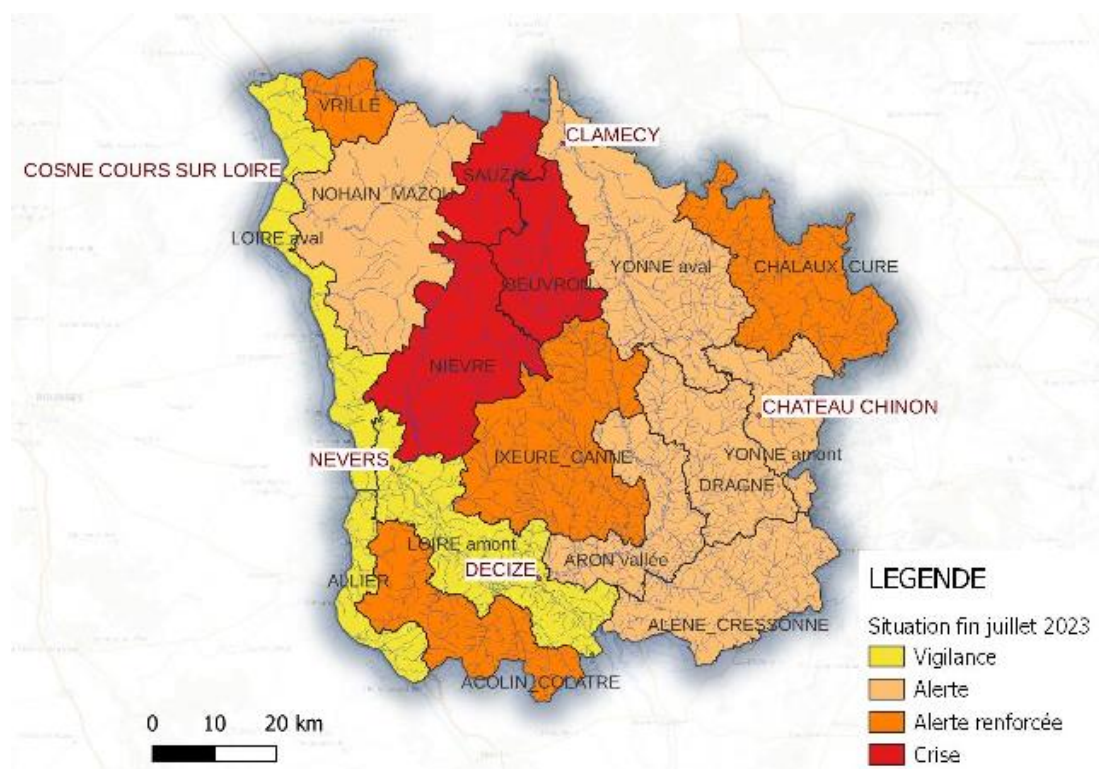 VRILLE
CLAMECY
COSNE COURS SUR LOIRE
SAUZAY
NOHAIN_MAZOU
LOIRE aval
YONNE aval
CHALAUX_CURE
BEUVRON
NIEVRE
CHATEAU CHINON
NEVERS
IXEURE_CANNE
YONNE amont
DRAGNE
LOIRE amont
ARON vallée
DECIZE
ALLIER
ALENE_CRESSONNE
ACOLIN_COLATRE
LEGENDE
Situation fin juillet 2023
Vigilance
Alerte
Alerte renforcée
Crise
0 10 20 km